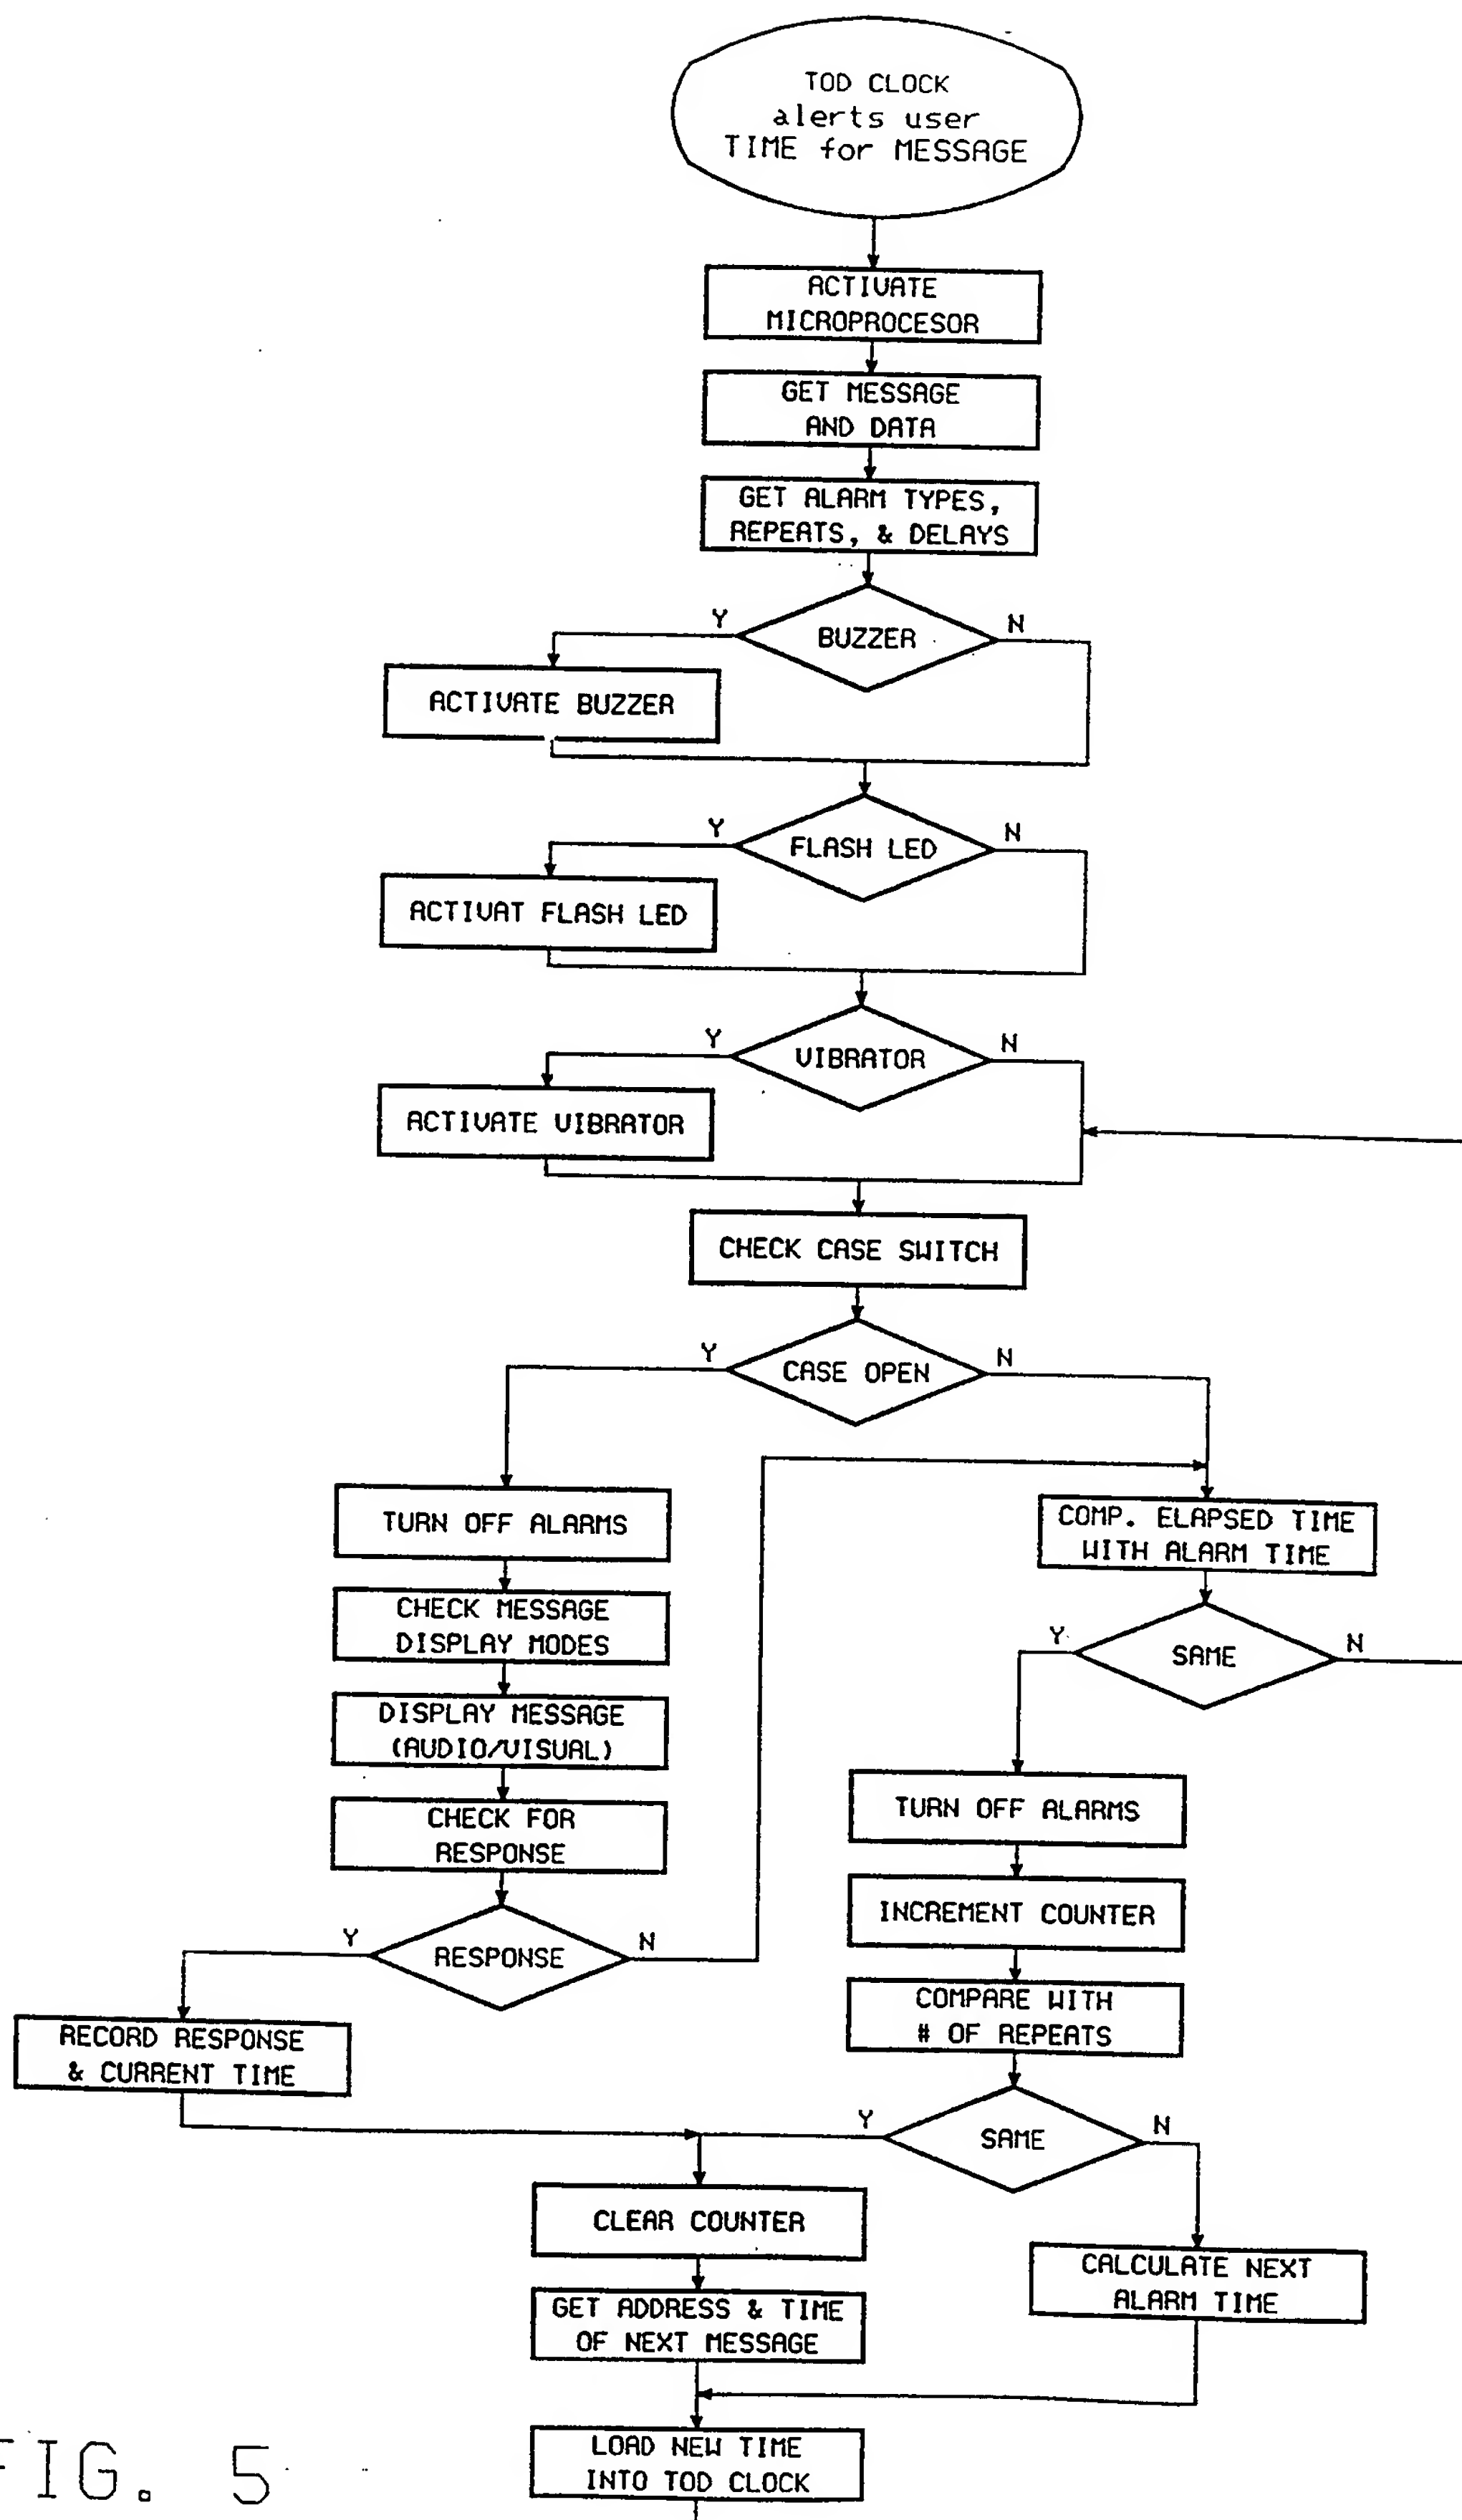 TOD CLOCK
alerts user
TIME for MESSAGE
ACTIVATE
MICROPROCESOR
GET MESSAGE
AND DATA
GET ALARM TYPES,
REPEATS, & DELAYS
Y
BUZZER
N
ACTIVATE BUZZER
Y
FLASH LED
N
ACTIVAT FLASH LED
Y
VIBRATOR
N
ACTIVATE VIBRATOR
CHECK CASE SWITCH
Y
CASE OPEN
N
TURN OFF ALARMS
COMP. ELAPSED TIME
WITH ALARM TIME
CHECK MESSAGE
DISPLAY MODES
Y
SAME
N
DISPLAY MESSAGE
(AUDIO/VISUAL)
TURN OFF ALARMS
CHECK FOR
RESPONSE
INCREMENT COUNTER
Y
RESPONSE
N
COMPARE WITH
# OF REPEATS
RECORD RESPONSE
& CURRENT TIME
Y
SAME
N
CLEAR COUNTER
CALCULATE NEXT
ALARM TIME
GET ADDRESS & TIME
OF NEXT MESSAGE
LOAD NEW TIME
INTO TOD CLOCK
FIG. 5